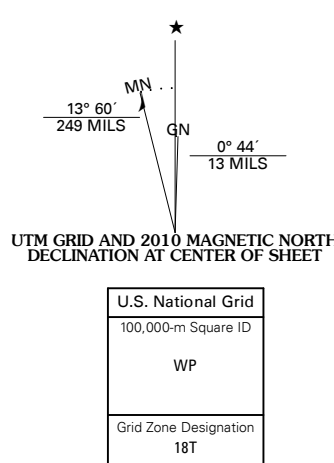 ★
MN
13° 60´
249 MILS
GN
0° 44´
13 MILS
UTM GRID AND 2010 MAGNETIC NORTH
DECLINATION AT CENTER OF SHEET
U.S. National Grid
100,000-m Square ID
WP
Grid Zone Designation
18T